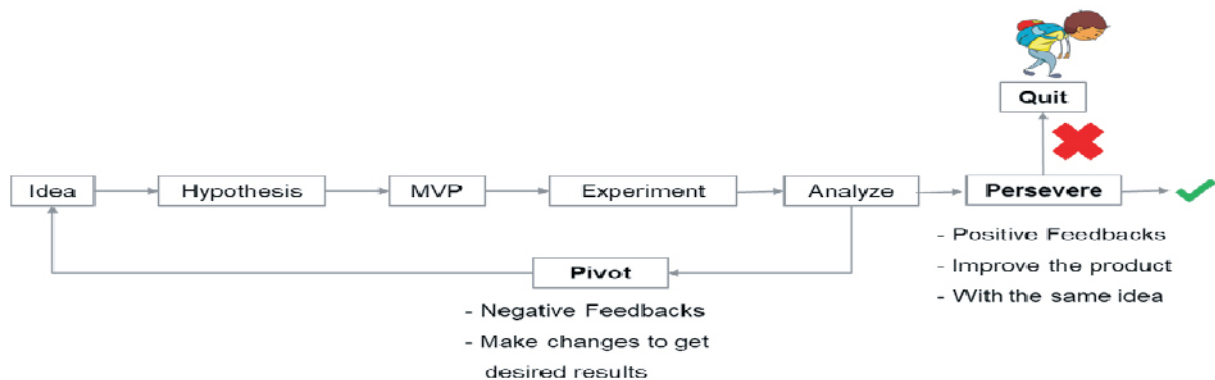 Quit
Idea
Hypothesis
MVP
Experiment
Analyze
Persevere
- Positive Feedbacks
- Improve the product
- With the same idea
Pivot
- Negative Feedbacks
- Make changes to get
desired results